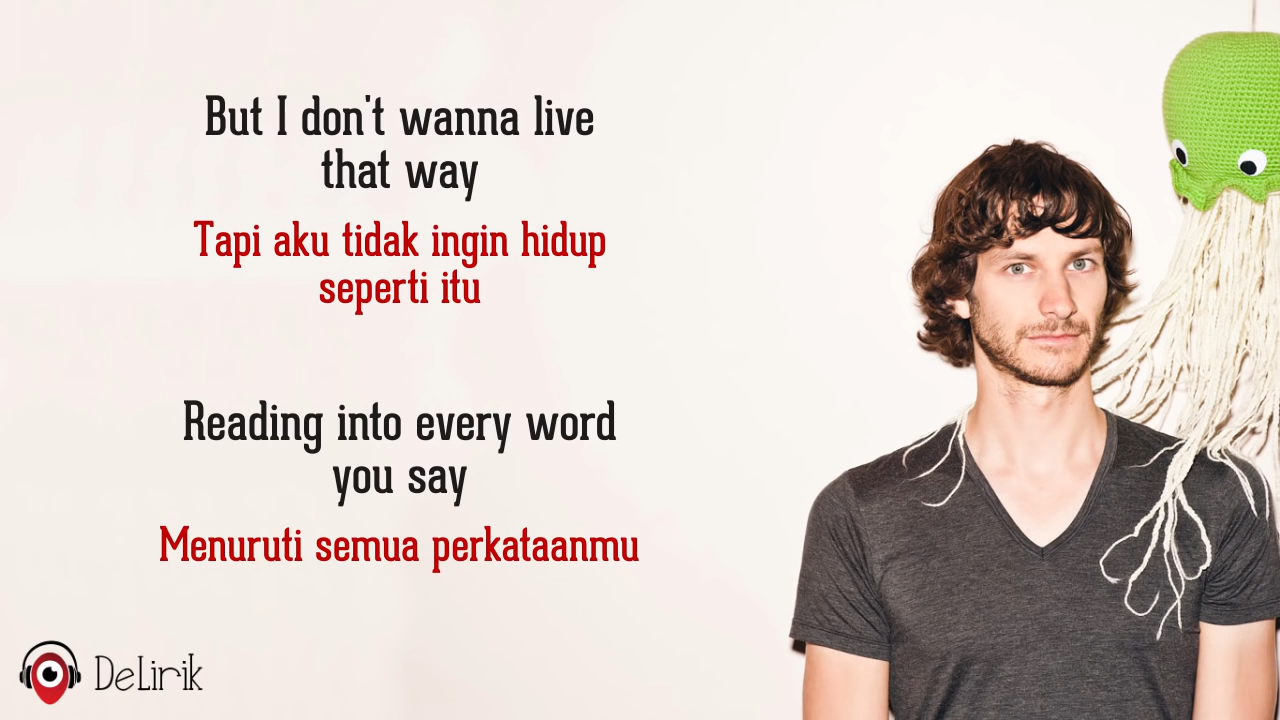 But I don't wanna live
that way
Tapi aku tidak ingin hidup
seperti itu
Reading into every word
you say
Menuruti semua perkataanmu
DeLirik